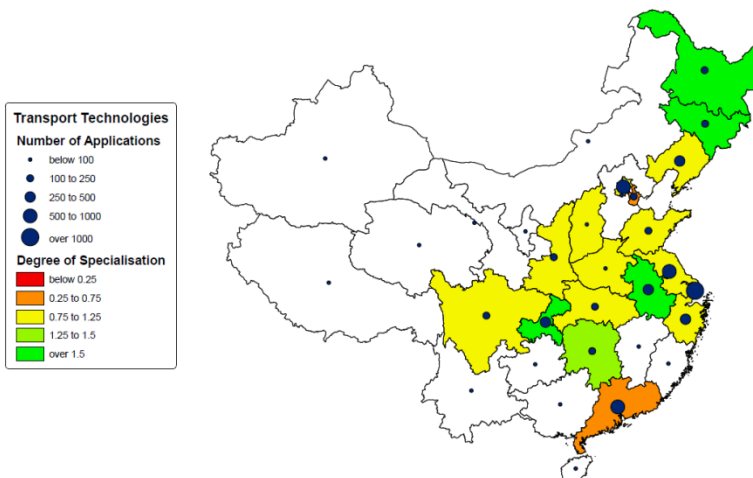 Transport Technologies
Number of Applications
below 100
100 to 250
250 to 500
500 to 1000
over 1000
Degree of Specialisation
below 0.25
0.25 to 0.75
0.75 to 1.25
1.25 to 1.5
over 1.5